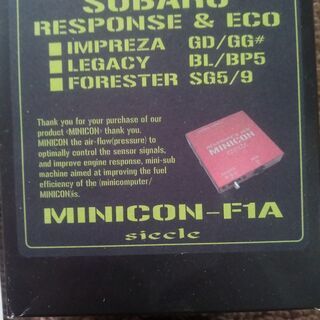 SUBARU
RESPONSE & ECO
IMPREZA GD/GG#
LEGACY BL/BP5
FORESTER SG5/9
Thank you for your purchase of our
product <MINICON> thank you.
MINICON the air-flow(pressure) to
optimally control the sensor signals,
and improve engine response, mini-sub
machine aimed at improving the fuel
efficiency of the (minicomputer/
MINICON)is.
MINICON
siecle
MINICON-F1A
siecle